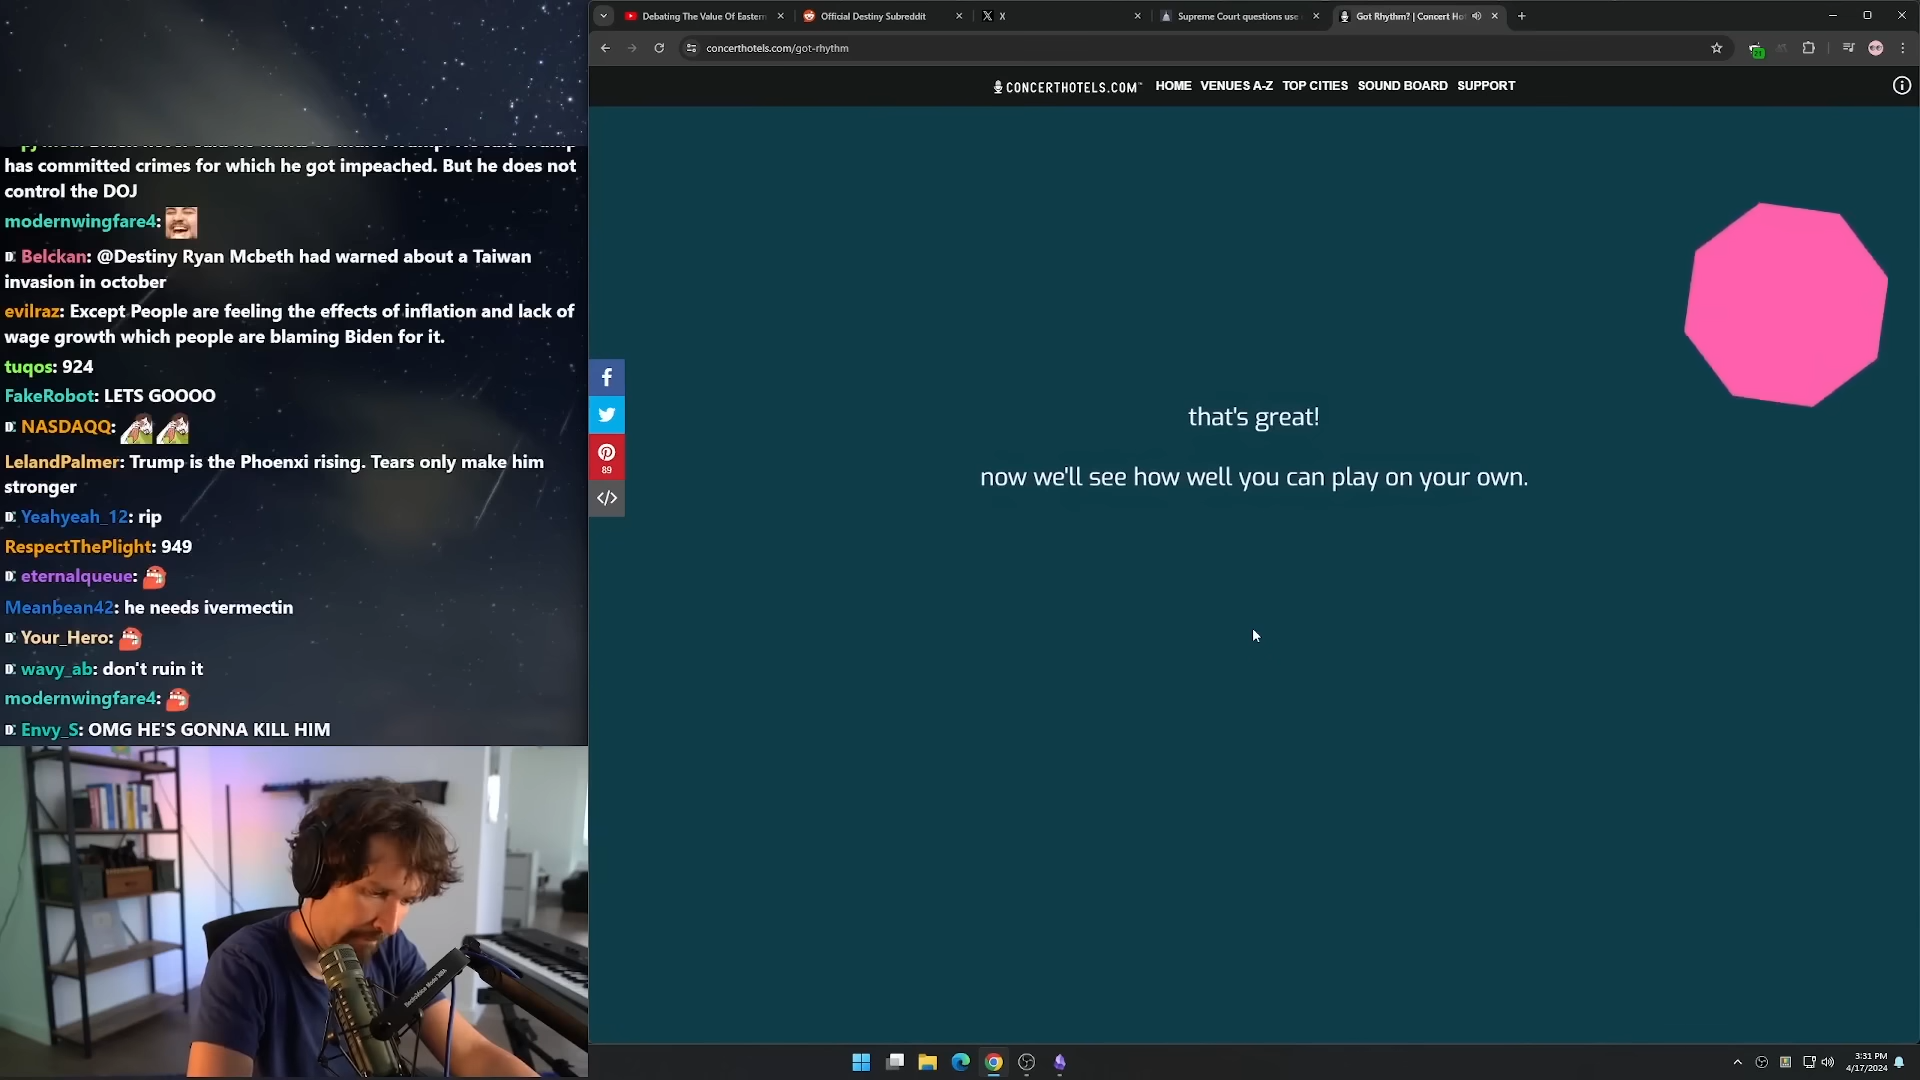 Debating The Value Of Eastern
Official Destiny Subreddit
X
Supreme Court questions use
Got Rhythm? | Concert Hot
concerthotels.com/got-rhythm
21
CONCERTHOTELS.COM™ HOME VENUES A-Z TOP CITIES SOUND BOARD SUPPORT
has committed crimes for which he got impeached. But he does not
control the DOJ
modernwingfare4:
Belckan: @Destiny Ryan Mcbeth had warned about a Taiwan
invasion in october
evilraz: Except People are feeling the effects of inflation and lack of
wage growth which people are blaming Biden for it.
tuqos: 924
FakeRobot: LETS GOOOO
NASDAQQ:
LelandPalmer: Trump is the Phoenxi rising. Tears only make him
stronger
Yeahyeah_12: rip
RespectThePlight: 949
eternalqueue:
Meanbean42: he needs ivermectin
Your_Hero:
wavy_ab: don't ruin it
modernwingfare4:
Envy_S: OMG HE'S GONNA KILL HIM
89
that's great!
now we'll see how well you can play on your own.
3:31 PM
4/17/2024